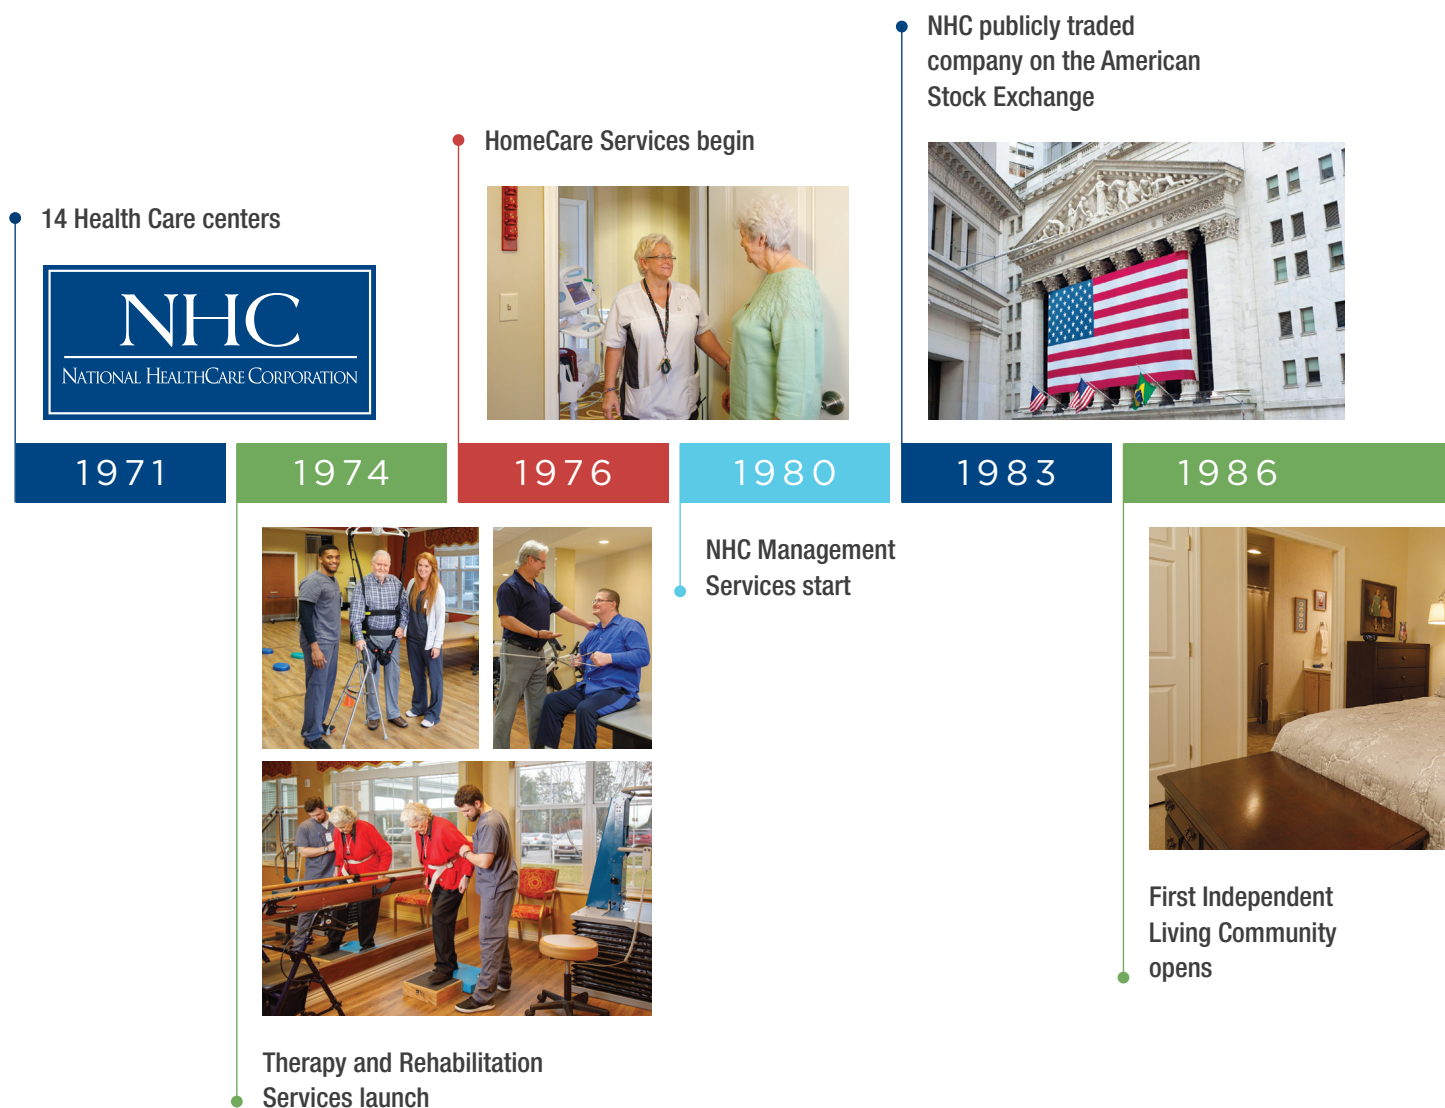 NHC publicly traded
company on the American
Stock Exchange
HomeCare Services begin
14 Health Care centers
NHC
NATIONAL HEALTHCARE CORPORATION
1971
1974
1976
1980
1983
1986
NHC Management
Services start
First Independent
Living Community
opens
Therapy and Rehabilitation
Services launch